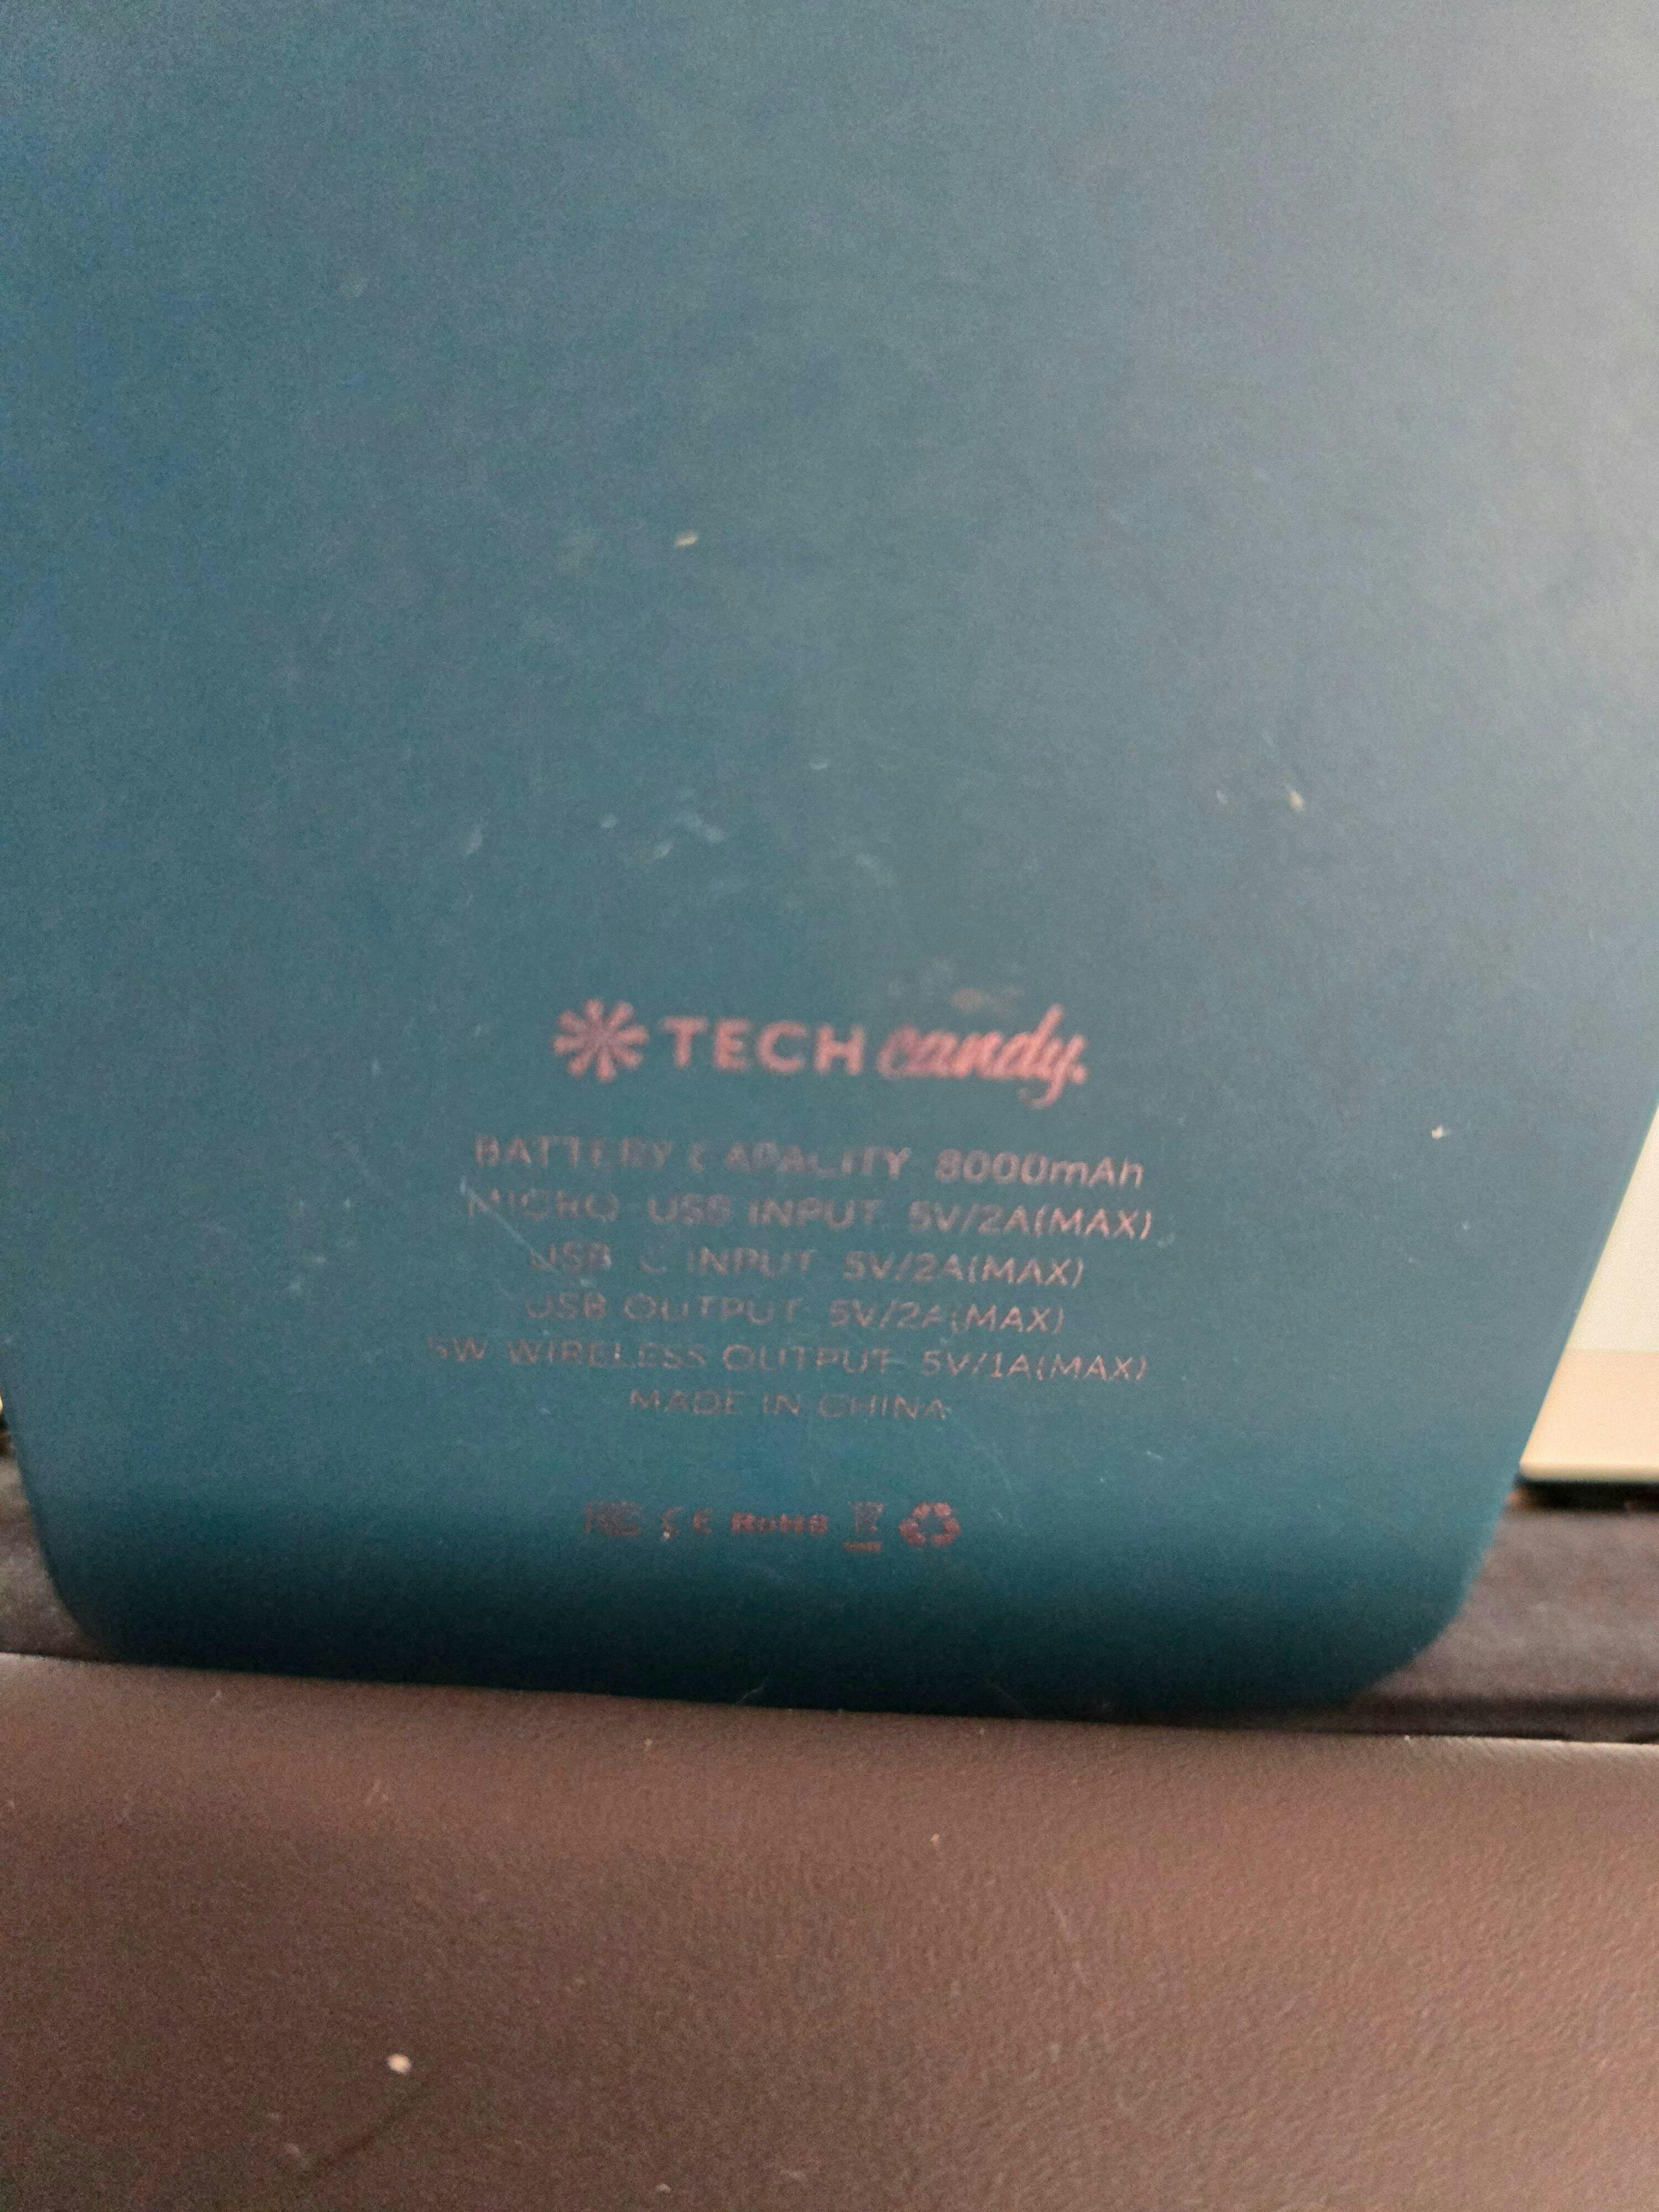 TECH candy.
BATTERY CAPACITY 8000mAh
MICRO USB INPUT 5V/2A(MAX)
USB C INPUT 5V/2A(MAX)
USB OUTPUT 5V/2A(MAX)
5W WIRELESS OUTPUT 5V/1A(MAX)
MADE IN CHINA
FC CE RoHS